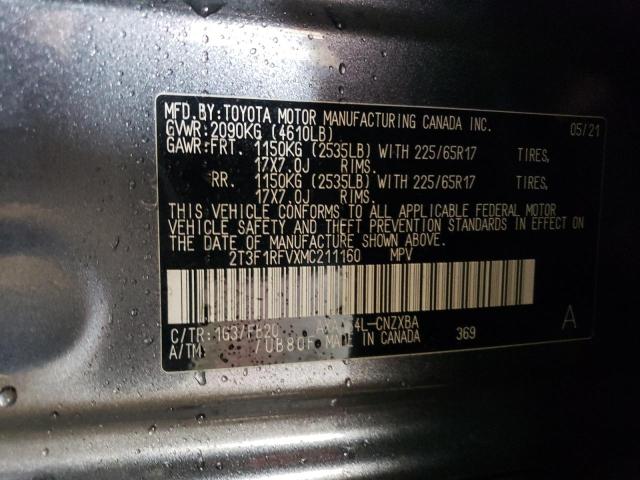 MFD.BY:TOYOTA MOTOR MANUFACTURING CANADA INC.
GVWR:2090KG (4610LB) 05/21
GAWR:FRT. 1150KG (2535LB) WITH 225/65R17 TIRES,
17X7.0J RIMS.
RR. 1150KG (2535LB) WITH 225/65R17 TIRES,
17X7.0J RIMS.
THIS VEHICLE CONFORMS TO ALL APPLICABLE FEDERAL MOTOR
VEHICLE SAFETY AND THEFT PREVENTION STANDARDS IN EFFECT ON
THE DATE OF MANUFACTURE SHOWN ABOVE.
2T3F1RFVXMC211160 MPV
C/TR:1G3/FB20
A/TM: /UB80F MADE IN CANADA 369 A